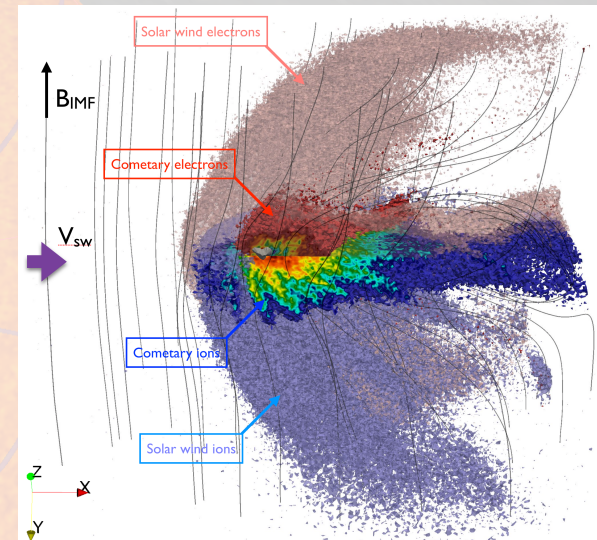 Solar wind electrons
BIMF
Cometary electrons
Vsw
Cometary ions
Solar wind ions
Z
X
Y